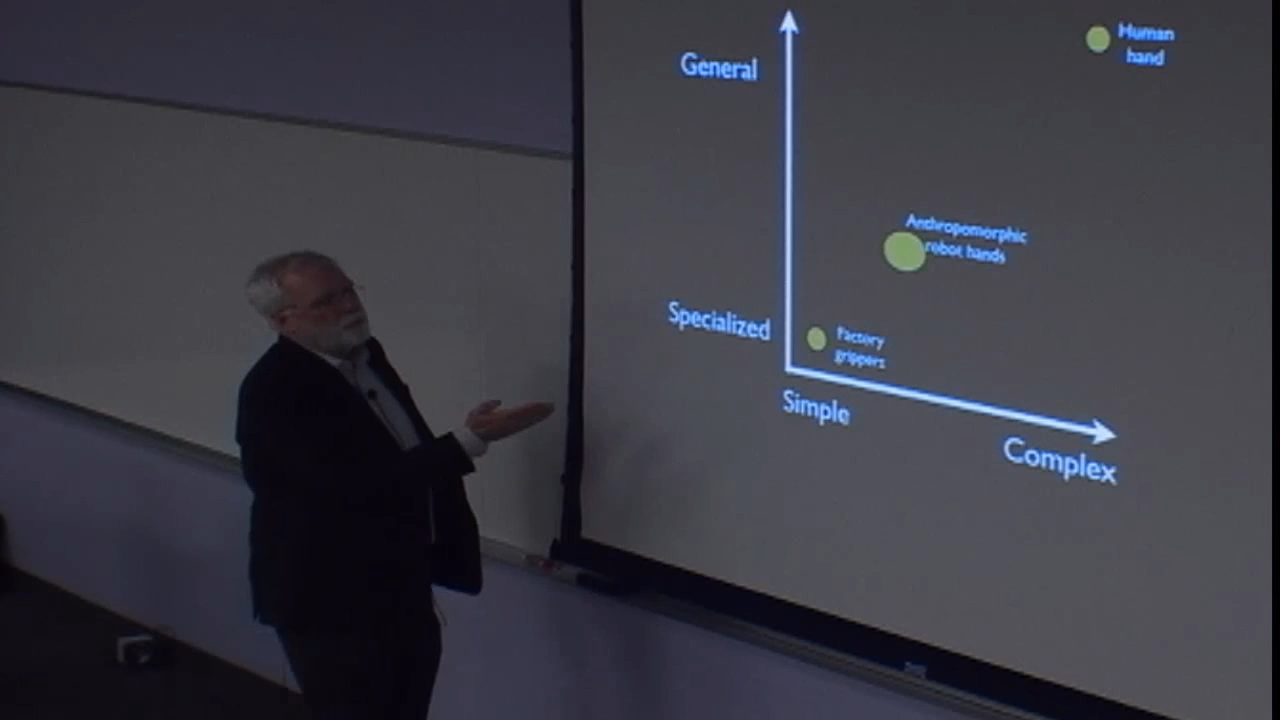 General
Human
hand
Anthropomorphic
robot hands
Specialized
Factory
grippers
Simple
Complex